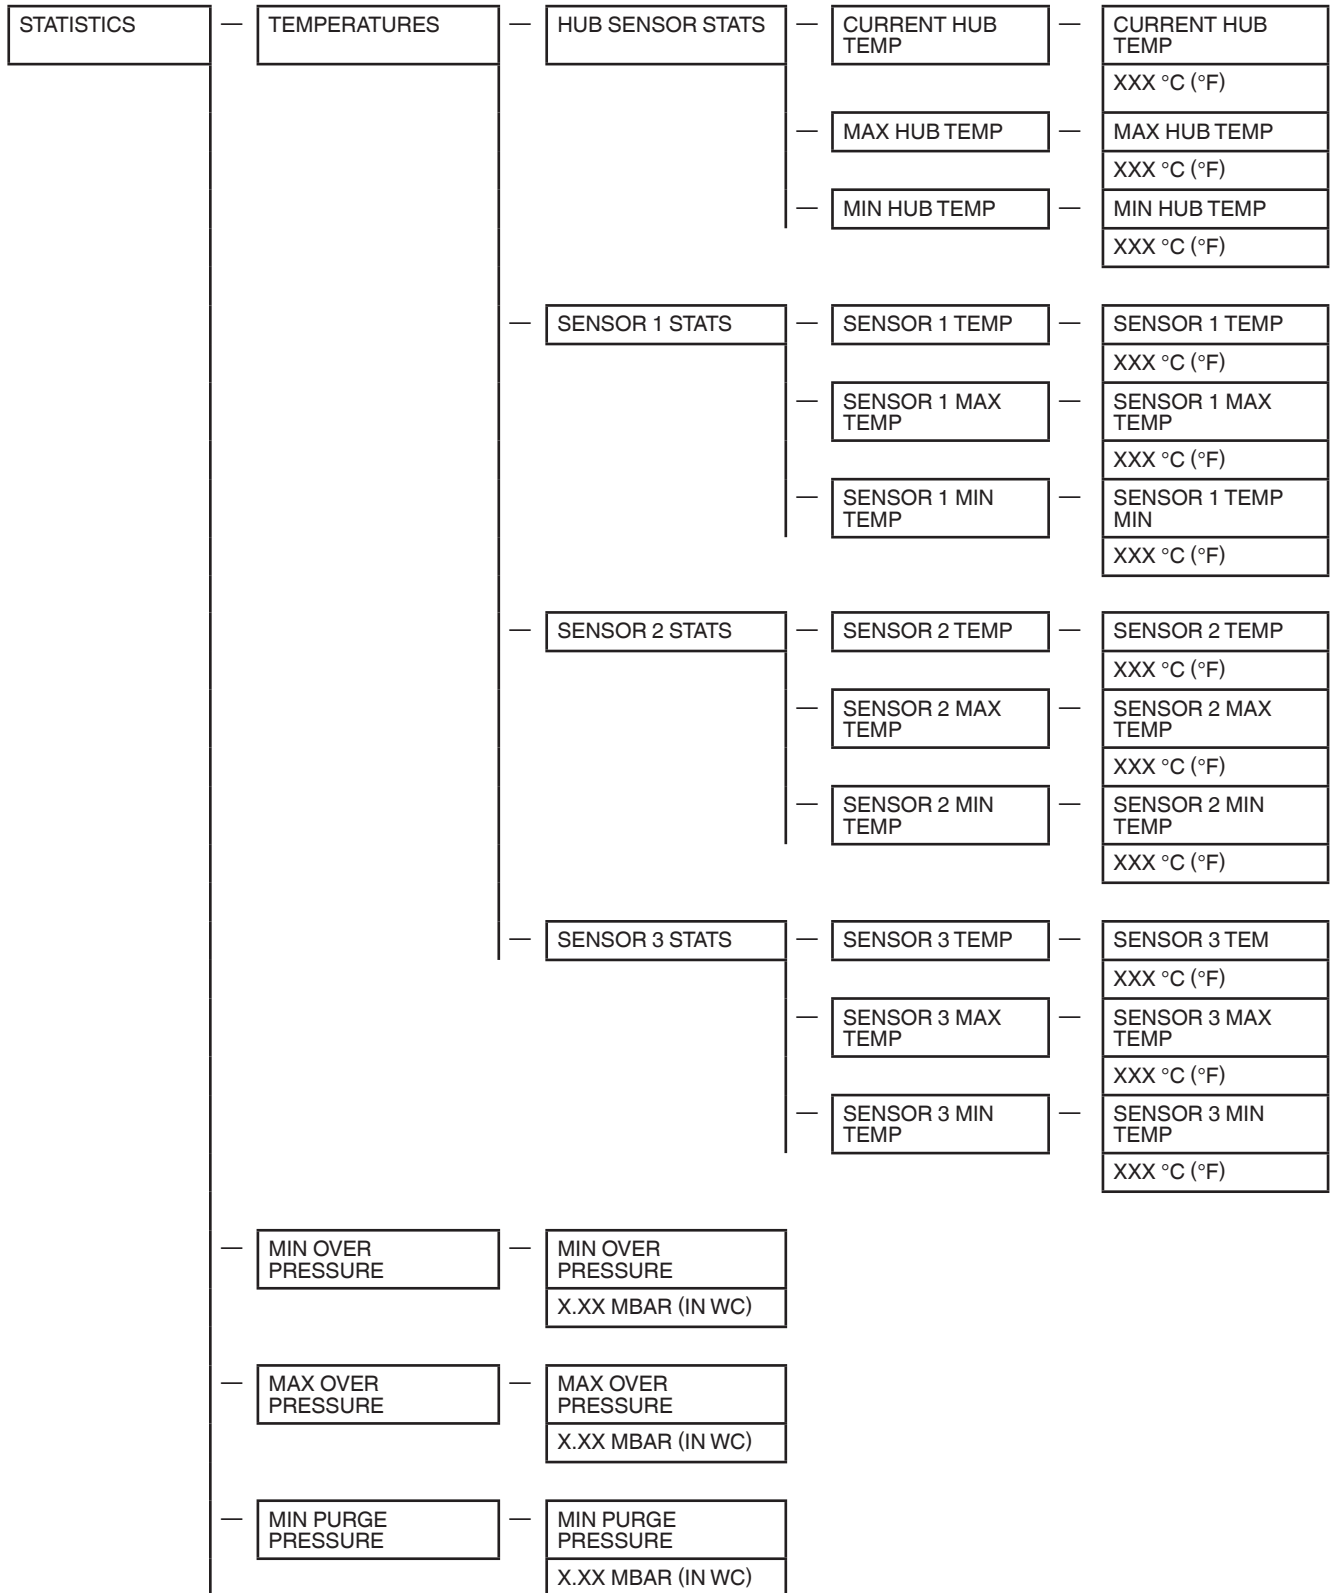 STATISTICS — TEMPERATURES — HUB SENSOR STATS — CURRENT HUB — CURRENT HUB
TEMP TEMP
XXX °C (°F)
— MAX HUB TEMP — MAX HUB TEMP
XXX °C (°F)
— MIN HUB TEMP — MIN HUB TEMP
XXX °C (°F)
— SENSOR 1 STATS — SENSOR 1 TEMP — SENSOR 1 TEMP
XXX °C (°F)
— SENSOR 1 MAX — SENSOR 1 MAX
TEMP TEMP
XXX °C (°F)
— SENSOR 1 MIN — SENSOR 1 TEMP
TEMP MIN
XXX °C (°F)
— SENSOR 2 STATS — SENSOR 2 TEMP — SENSOR 2 TEMP
XXX °C (°F)
— SENSOR 2 MAX — SENSOR 2 MAX
TEMP TEMP
XXX °C (°F)
— SENSOR 2 MIN — SENSOR 2 MIN
TEMP TEMP
XXX °C (°F)
— SENSOR 3 STATS — SENSOR 3 TEMP — SENSOR 3 TEM
XXX °C (°F)
— SENSOR 3 MAX — SENSOR 3 MAX
TEMP TEMP
XXX °C (°F)
— SENSOR 3 MIN — SENSOR 3 MIN
TEMP TEMP
XXX °C (°F)
— MIN OVER — MIN OVER
PRESSURE PRESSURE
X.XX MBAR (IN WC)
— MAX OVER — MAX OVER
PRESSURE PRESSURE
X.XX MBAR (IN WC)
— MIN PURGE — MIN PURGE
PRESSURE PRESSURE
X.XX MBAR (IN WC)